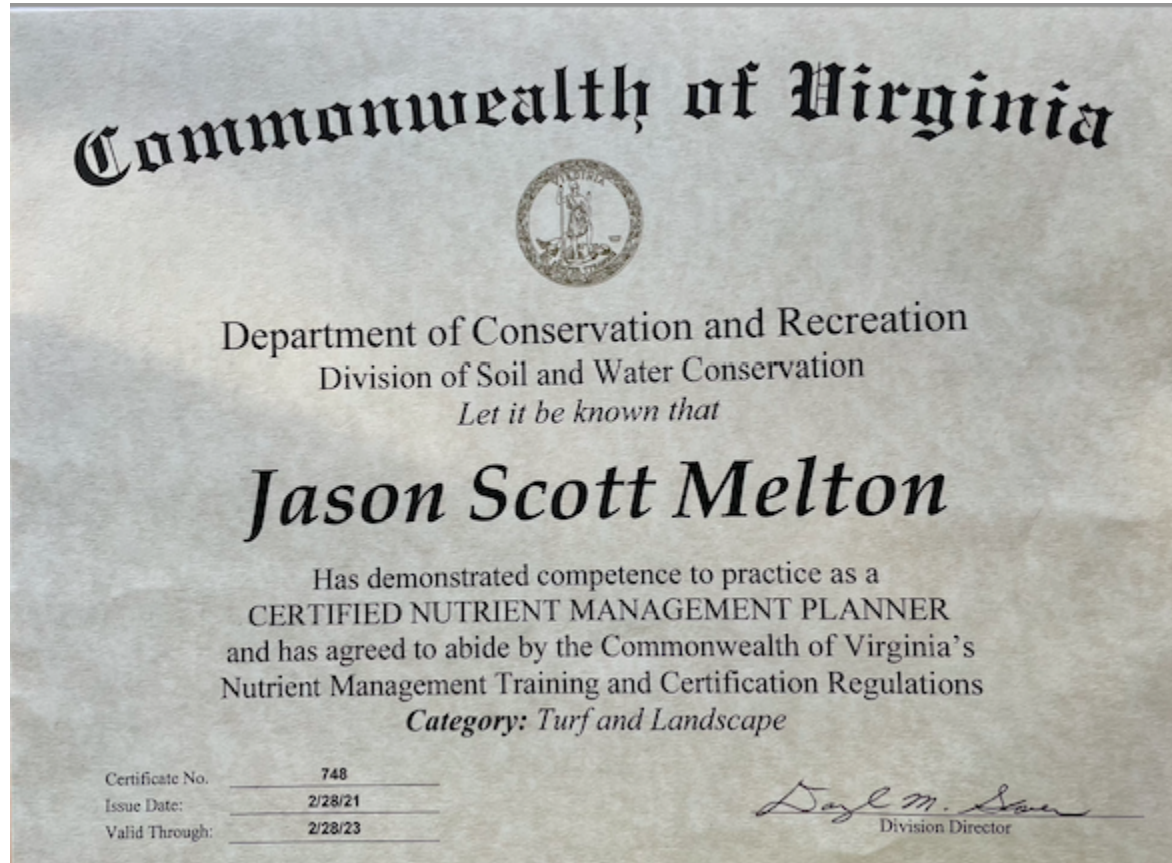 Commonwealth of Virginia
VIRGINIA
Department of Conservation and Recreation
Division of Soil and Water Conservation
Let it be known that
Jason Scott Melton
Has demonstrated competence to practice as a
CERTIFIED NUTRIENT MANAGEMENT PLANNER
and has agreed to abide by the Commonwealth of Virginia's
Nutrient Management Training and Certification Regulations
Category: Turf and Landscape
Certificate No. 748
Issue Date: 2/28/21
Valid Through: 2/28/23
Division Director